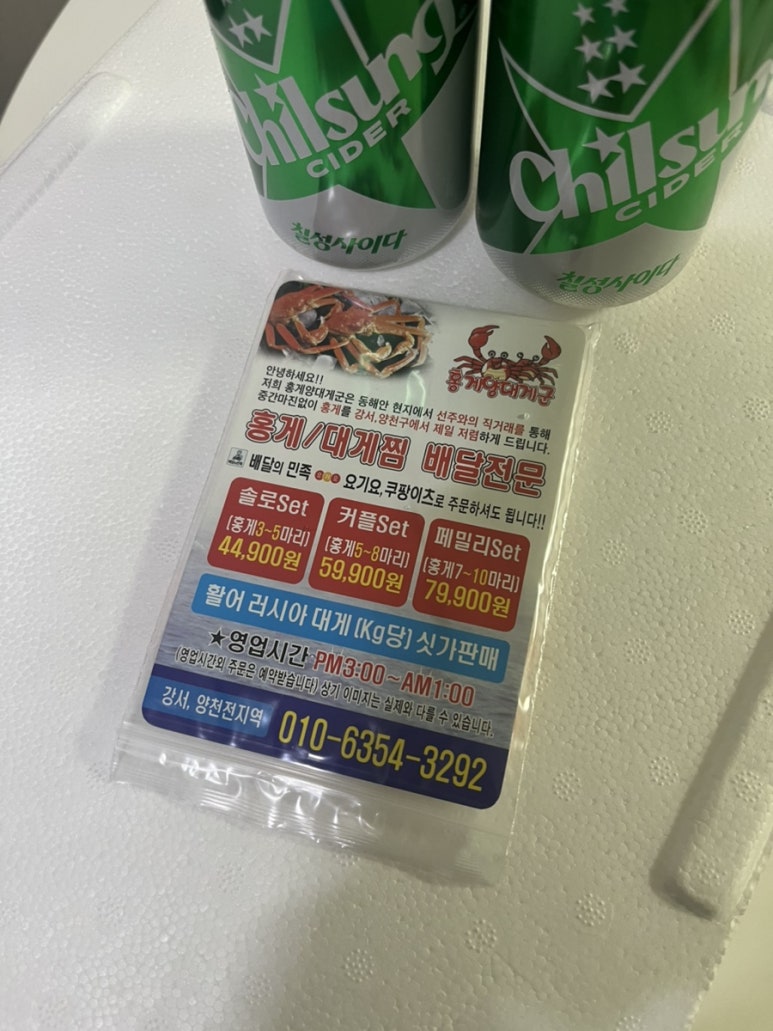 Chilsung
CIDER
칠성사이다
Chilsung
CIDER
칠성사이다
홍게양대게군
안녕하세요!!
저희 홍게양대게군은 동해안 현지에서 선주와의 직거래를 통해
중간마진없이 홍게를 강서,양천구에서 제일 저렴하게 드립니다.
홍게/대게찜 배달전문
배달의 민족 요기요,쿠팡이츠로 주문하셔도 됩니다!!
솔로Set
(홍게3~5마리)
44,900원
커플Set
(홍게5~8마리)
59,900원
페밀리Set
(홍게7~10마리)
79,900원
활어 러시아 대게 (Kg당) 싯가판매
★영업시간 PM3:00~AM1:00
(영업시간외 주문은 예약받습니다) 상기 이미지는 실제와 다를 수 있습니다.
강서, 양천전지역 010-6354-3292